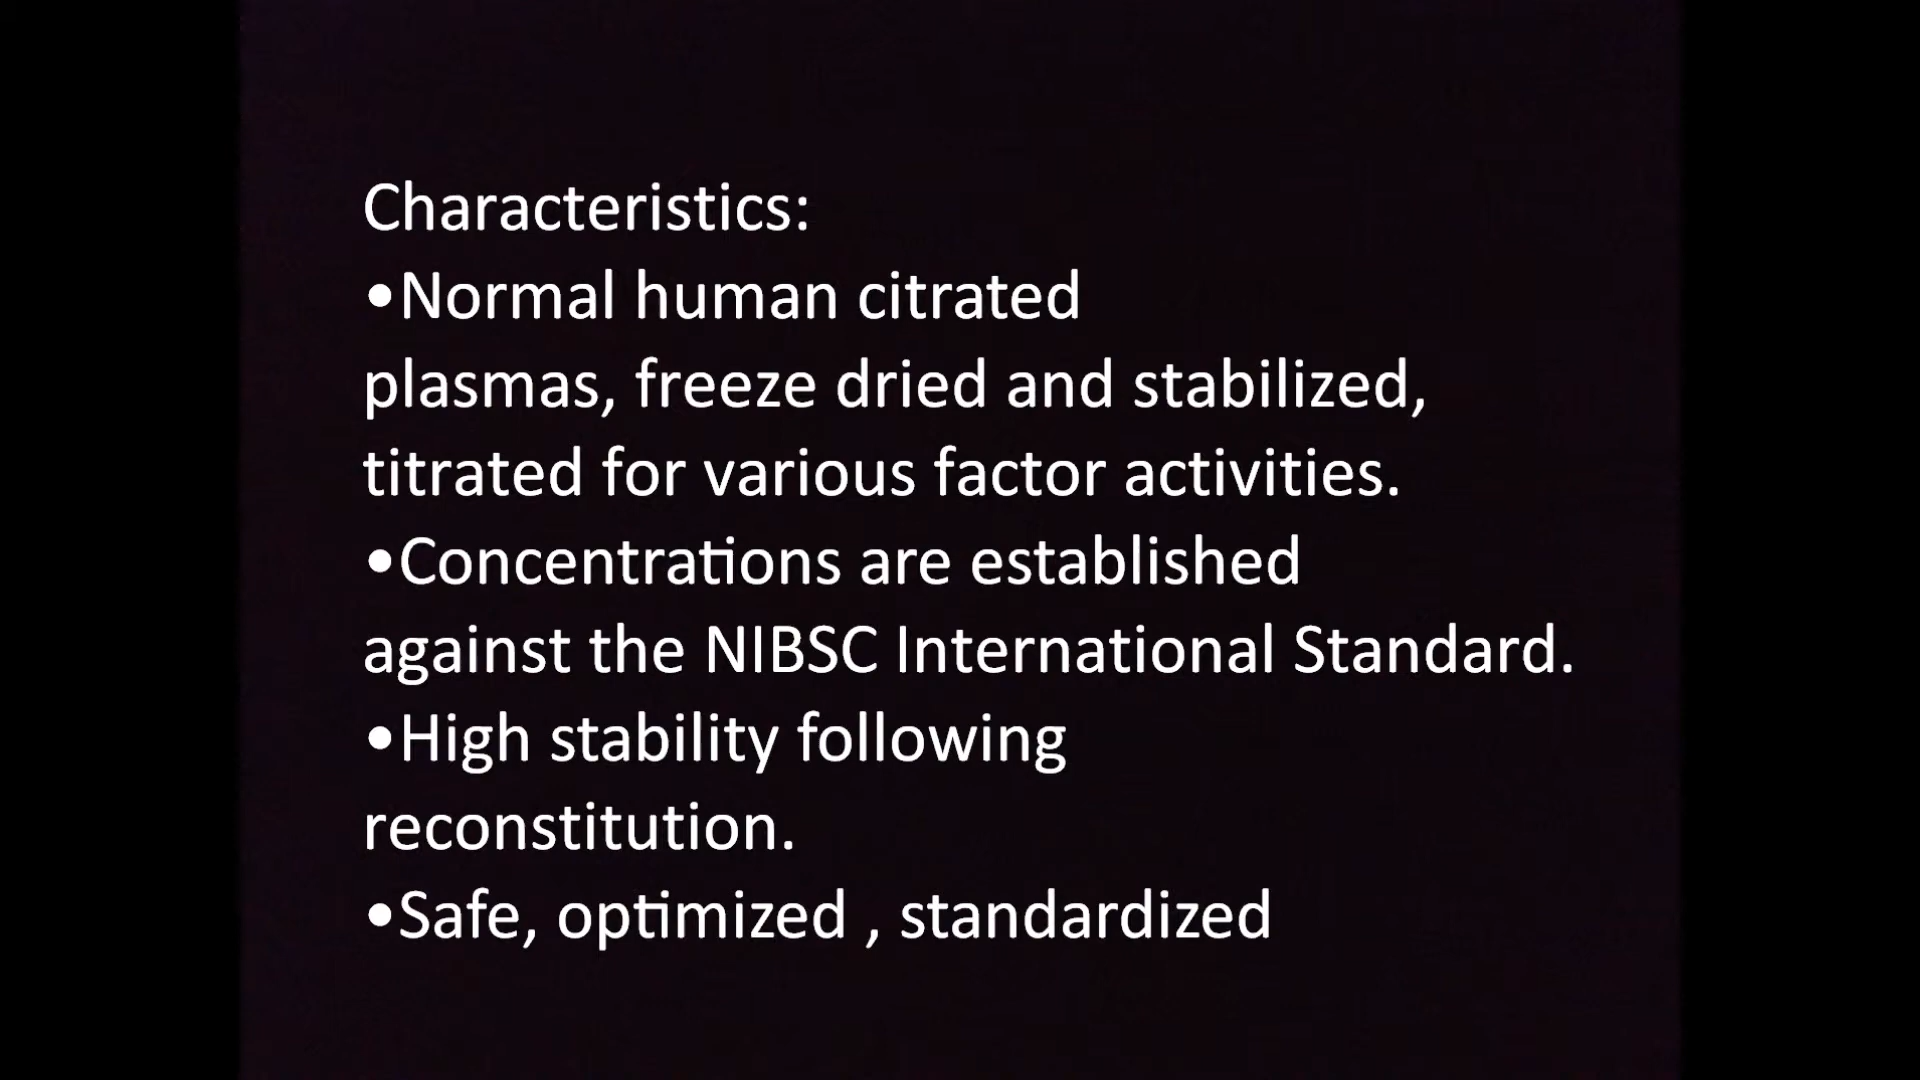 Characteristics:
•Normal human citrated
plasmas, freeze dried and stabilized,
titrated for various factor activities.
•Concentrations are established
against the NIBSC International Standard.
•High stability following
reconstitution.
•Safe, optimized , standardized